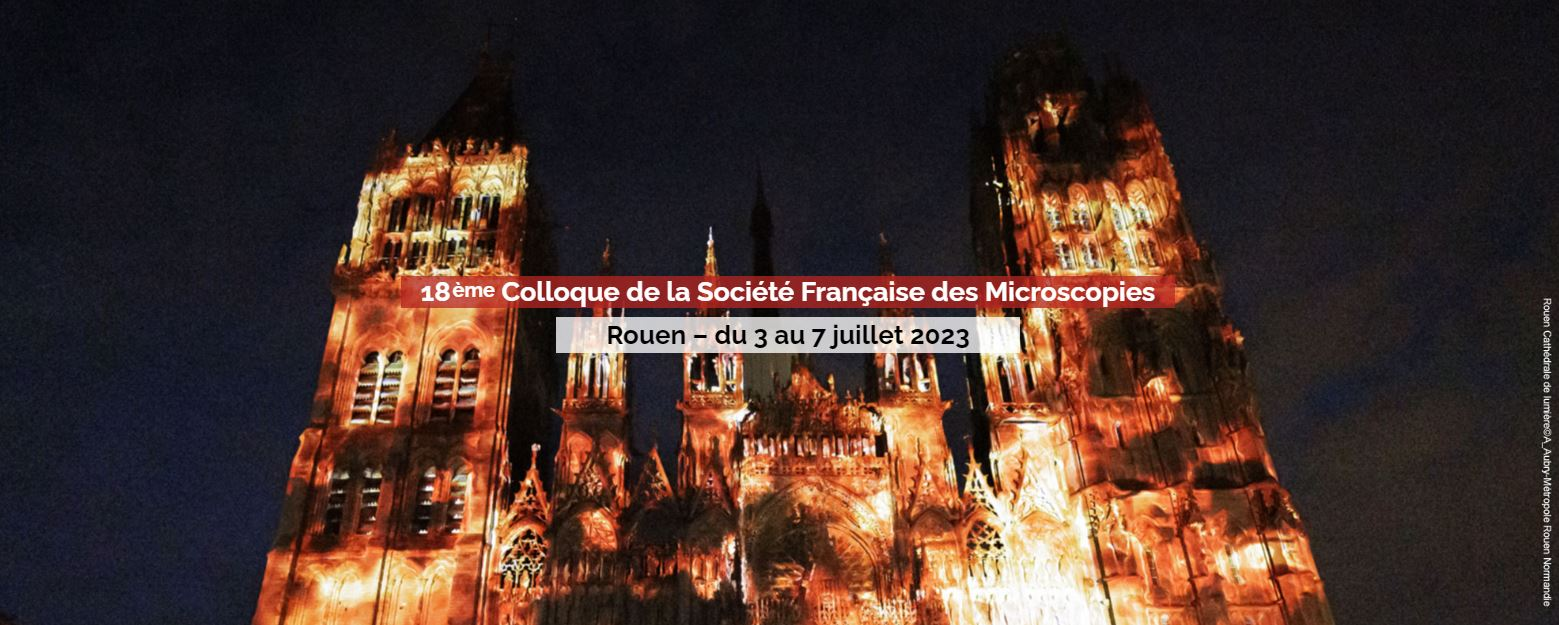 18ème Colloque de la Société Française des Microscopies
Rouen – du 3 au 7 juillet 2023
Rouen Cathédrale de lumière©A_Aubry-Métropole Rouen Normandie